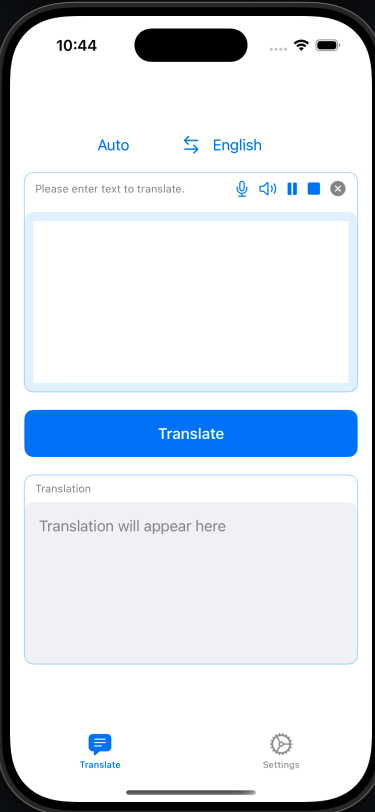 10:44
Auto English
Please enter text to translate.
Translate
Translation
Translation will appear here
Translate Settings